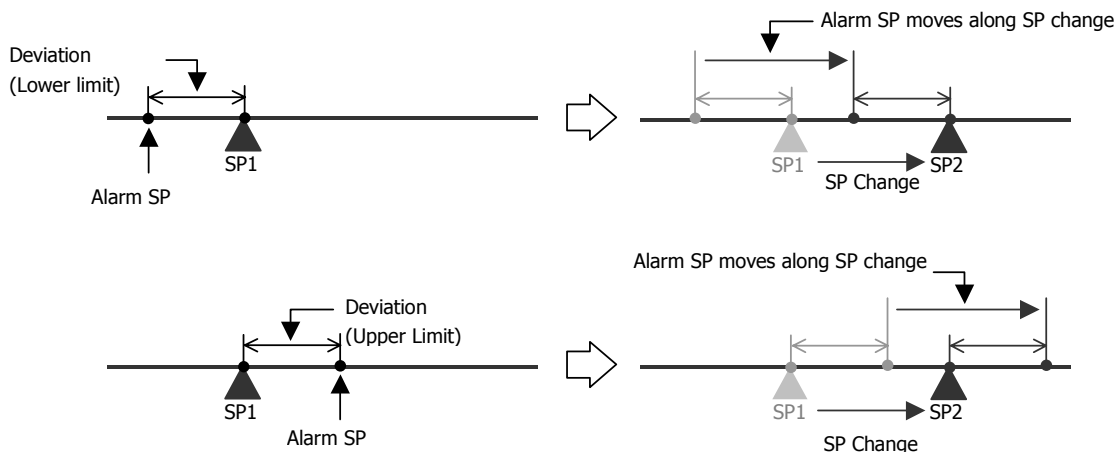 Deviation
(Lower limit)
SP1
Alarm SP
Alarm SP moves along SP change
SP1
SP2
SP Change
Deviation
(Upper Limit)
SP1
Alarm SP
Alarm SP moves along SP change
SP1
SP2
SP Change